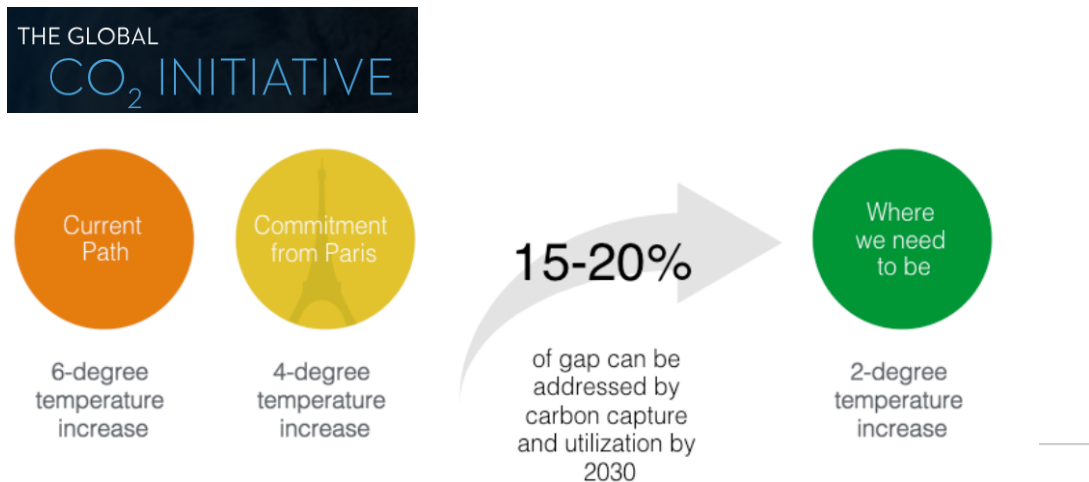 THE GLOBAL
CO₂ INITIATIVE
Current
Path
Commitment
from Paris
15-20%
Where
we need
to be
6-degree
temperature
increase
4-degree
temperature
increase
of gap can be
addressed by
carbon capture
and utilization by
2030
2-degree
temperature
increase